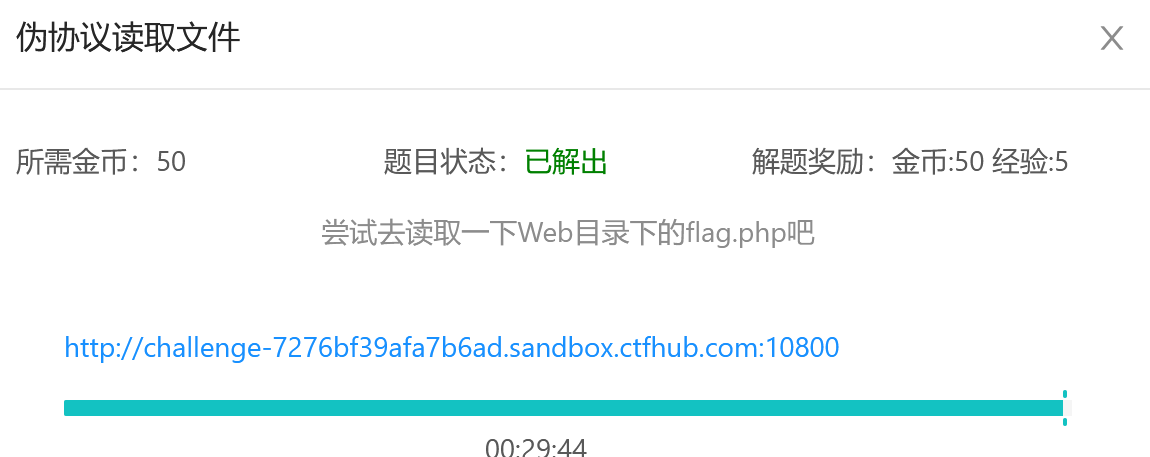 伪协议读取文件
所需金币：50 题目状态：已解出 解题奖励：金币:50 经验:5
尝试去读取一下Web目录下的flag.php吧
http://challenge-7276bf39afa7b6ad.sandbox.ctfhub.com:10800
00:29:44